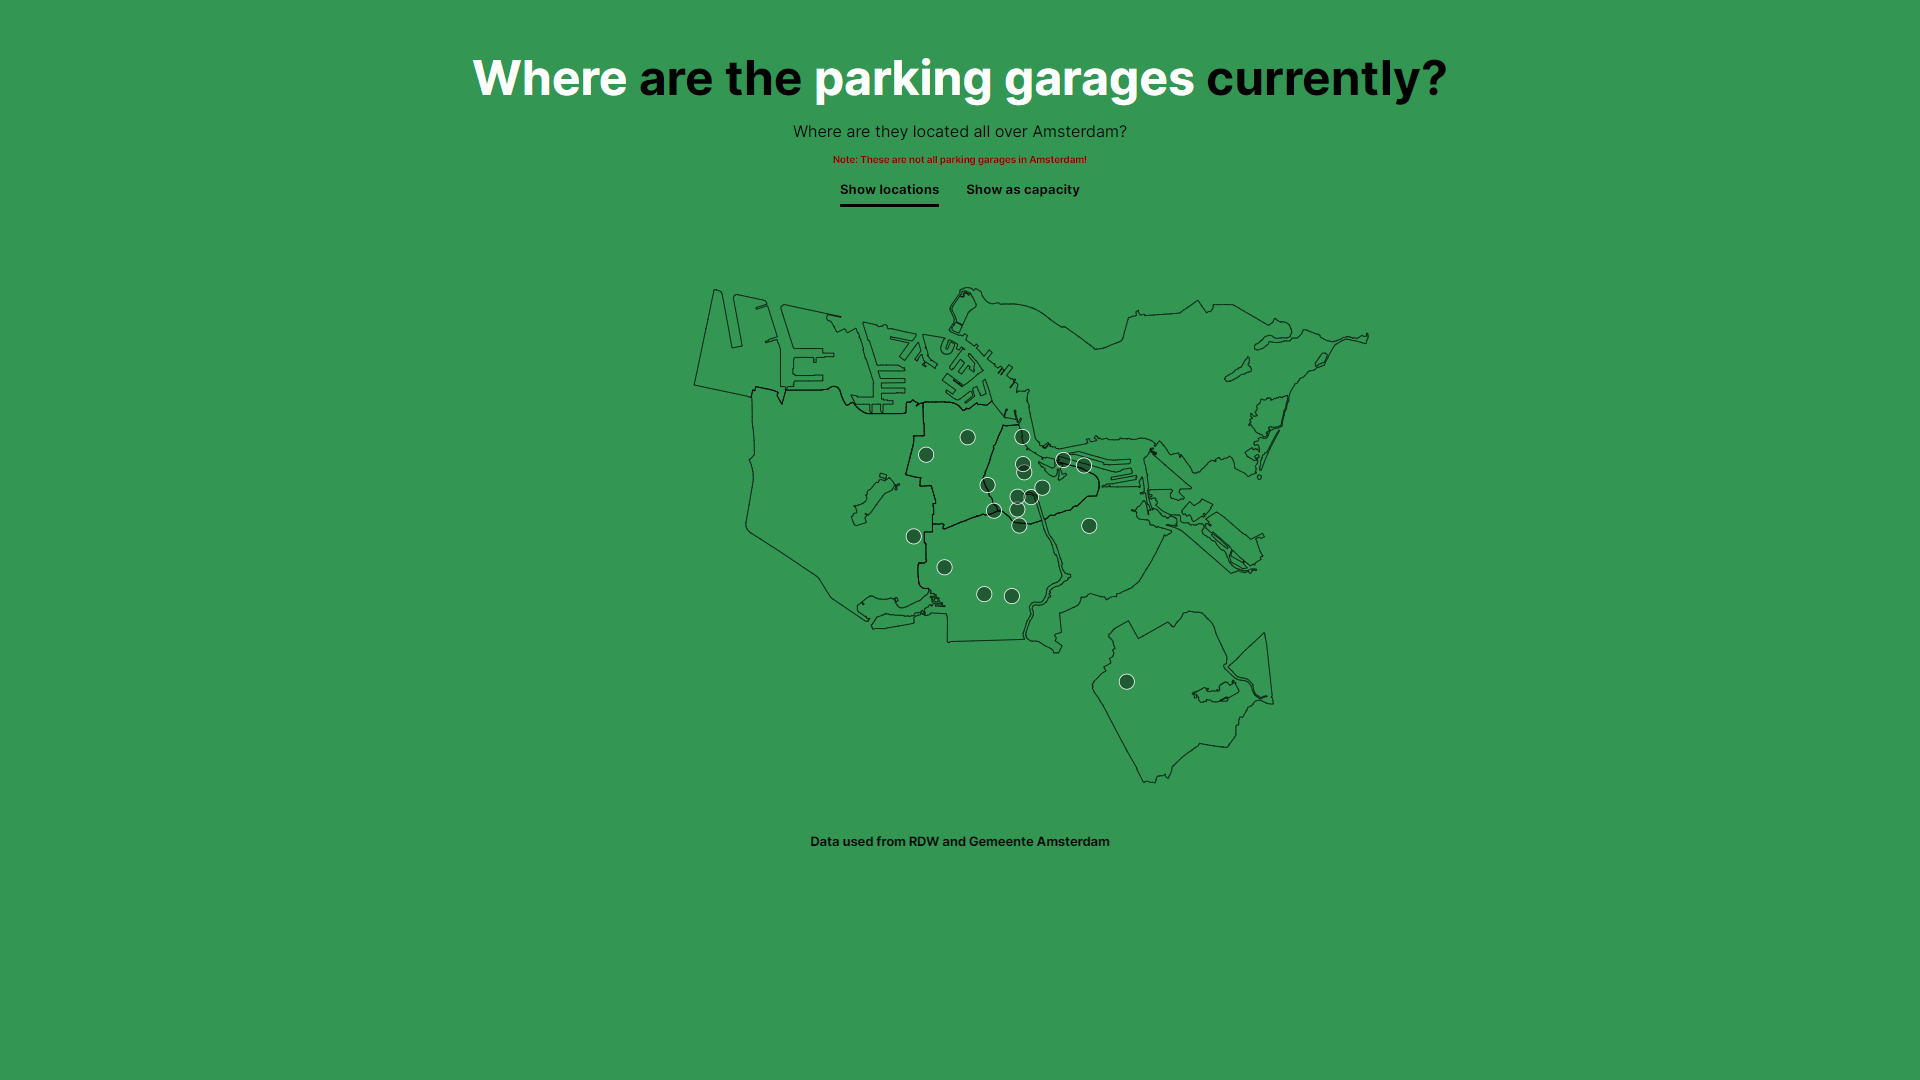 Where are the parking garages currently?
Where are they located all over Amsterdam?
Note: These are not all parking garages in Amsterdam!
Show locations Show as capacity
Data used from RDW and Gemeente Amsterdam